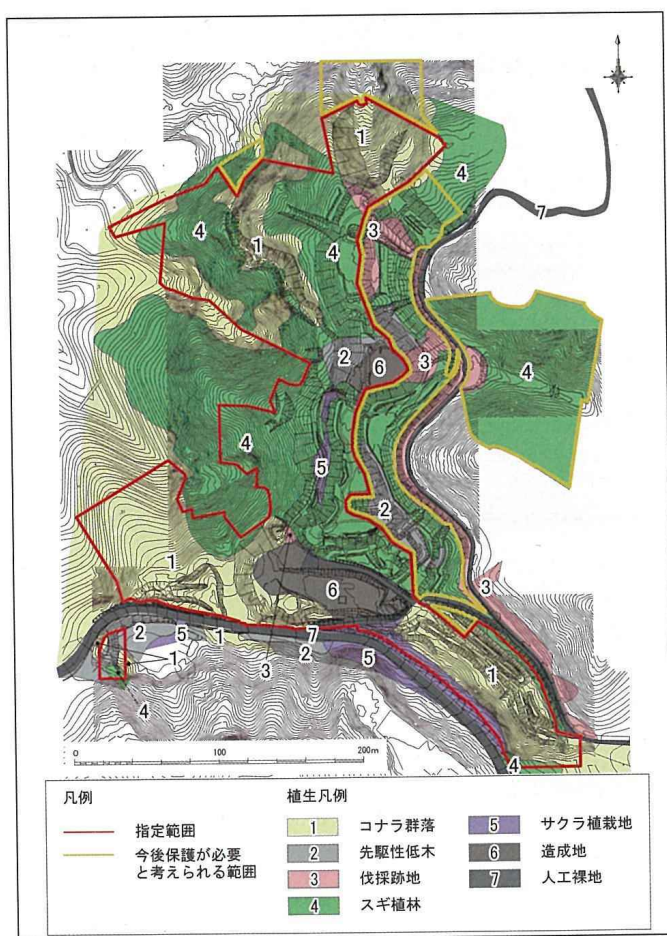 1
4
4
1
3
4
7
2
6
3
4
4
5
2
6
3
1
2
5
1
7
2
5
1
1
3
4
4
0 100 200m
凡例
指定範囲
今後保護が必要
と考えられる範囲
植生凡例
1 コナラ群落
2 先駆性低木
3 伐採跡地
4 スギ植林
5 サクラ植栽地
6 造成地
7 人工裸地